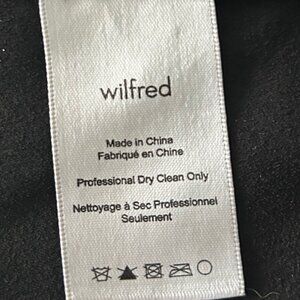 wilfred
Made in China
Fabriqué en Chine
Professional Dry Clean Only
Nettoyage à Sec Professionnel
Seulement